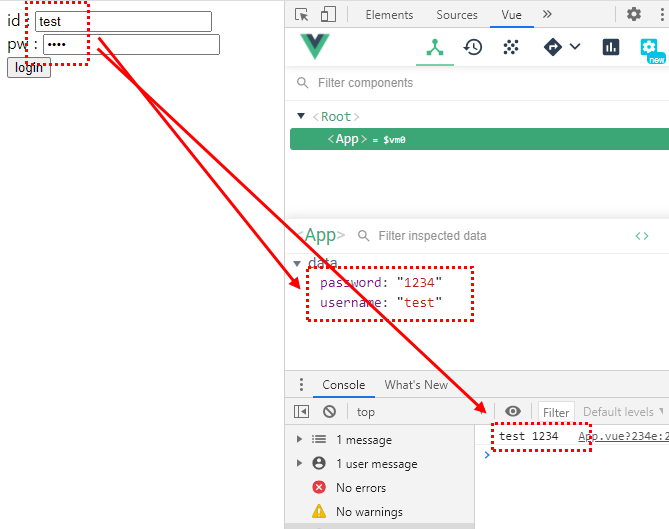 id : test
pw : ••••
login
Elements Sources Vue »
new
Filter components
<Root>
<App> = $vm0
<App> Filter inspected data <>
data
password: "1234"
username: "test"
Console What's New
top Filter Default levels
1 message
1 user message
No errors
No warnings
test 1234 App.vue?234e:2
>